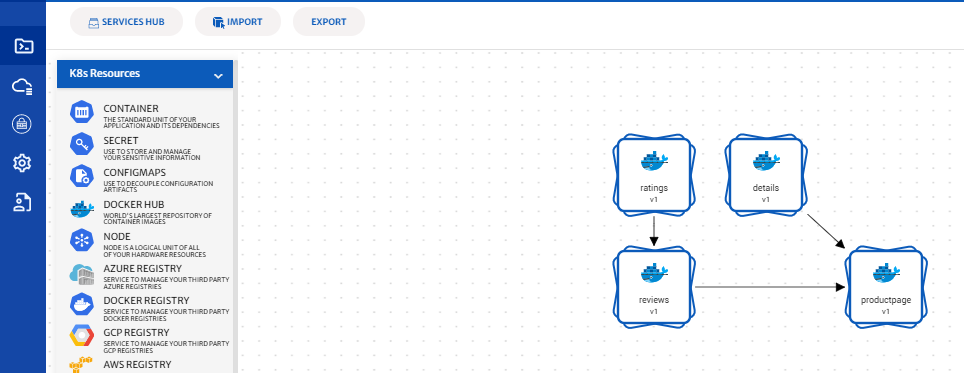 SERVICES HUB
IMPORT
EXPORT
K8s Resources
CONTAINER
THE STANDARD UNIT OF YOUR
APPLICATION AND ITS DEPENDENCIES
SECRET
USE TO STORE AND MANAGE
YOUR SENSITIVE INFORMATION
CONFIGMAPS
USE TO DECOUPLE CONFIGURATION
ARTIFACTS
DOCKER HUB
WORLD'S LARGEST REPOSITORY OF
CONTAINER IMAGES
NODE
NODE IS A LOGICAL UNIT OF ALL
OF YOUR HARDWARE RESOURCES
AZURE REGISTRY
SERVICE TO MANAGE YOUR THIRD PARTY
AZURE REGISTRIES
DOCKER REGISTRY
SERVICE TO MANAGE YOUR THIRD PARTY
DOCKER REGISTRIES
GCP REGISTRY
SERVICE TO MANAGE YOUR THIRD PARTY
GCP REGISTRIES
AWS REGISTRY
ratings
v1
details
v1
reviews
v1
productpage
v1